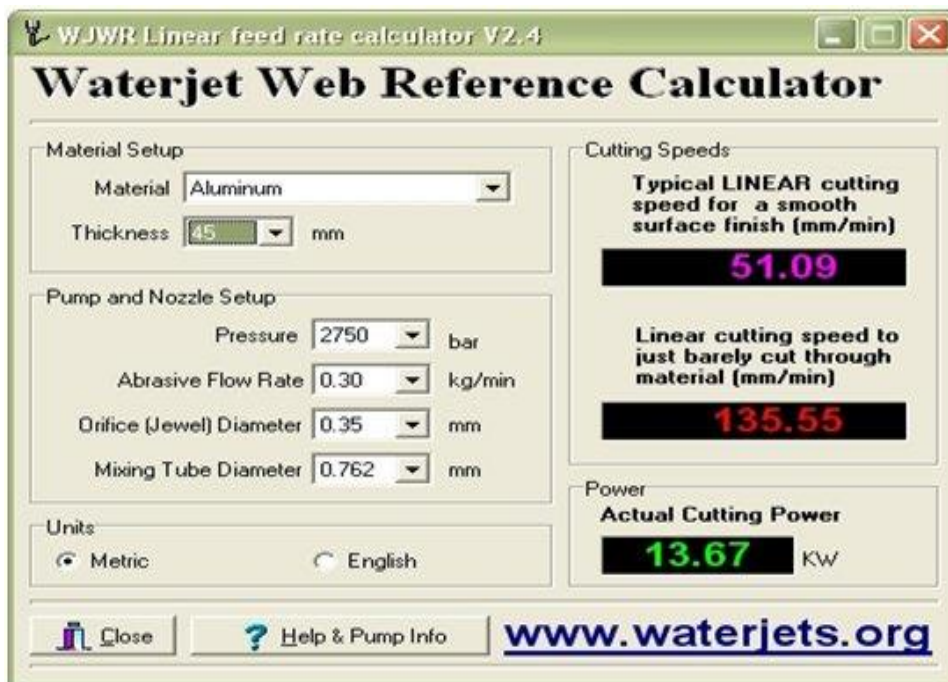 WJWR Linear feed rate calculator V2.4
Waterjet Web Reference Calculator
Material Setup
Material Aluminum
Thickness 45 mm
Pump and Nozzle Setup
Pressure 2750 bar
Abrasive Flow Rate 0.30 kg/min
Orifice (Jewel) Diameter 0.35 mm
Mixing Tube Diameter 0.762 mm
Units
Metric English
Cutting Speeds
Typical LINEAR cutting
speed for a smooth
surface finish (mm/min)
51.09
Linear cutting speed to
just barely cut through
material (mm/min)
135.55
Power
Actual Cutting Power
13.67 KW
Close ? Help & Pump Info www.waterjets.org